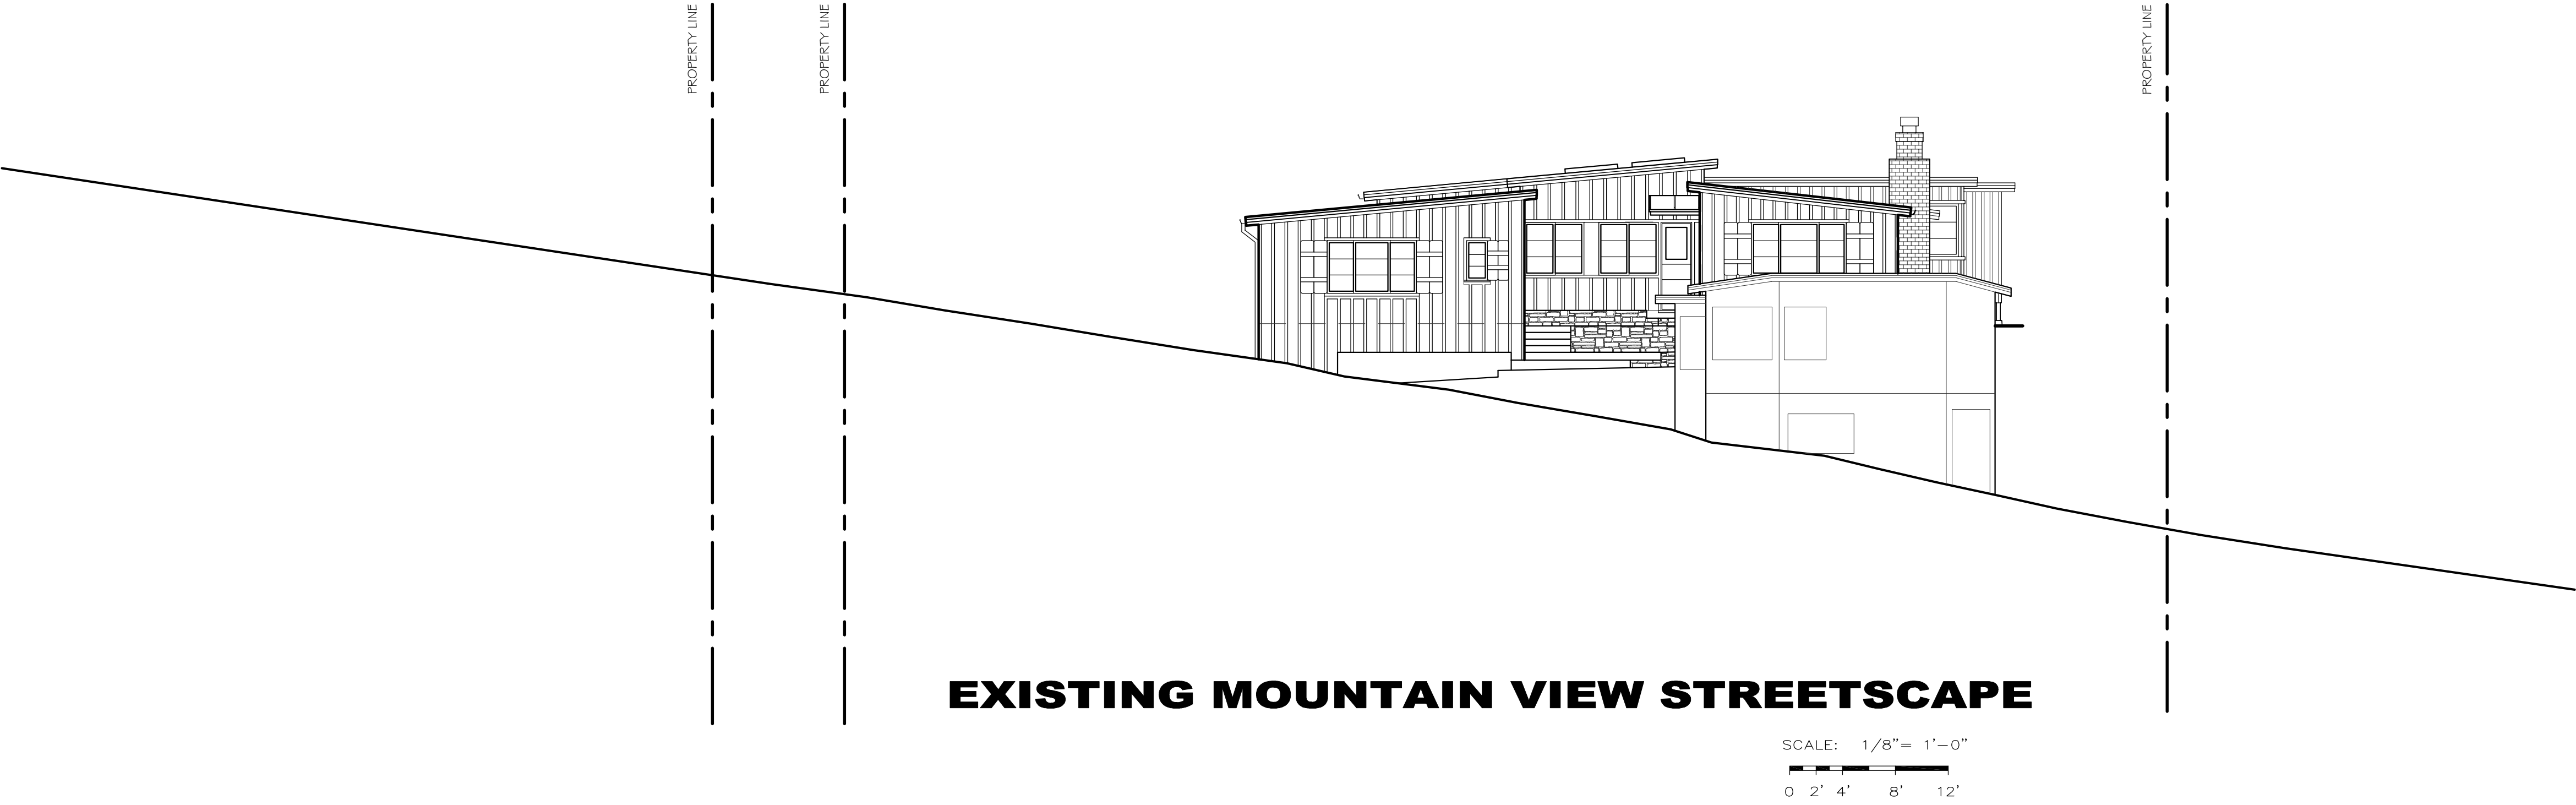 PROPERTY LINE
PROPERTY LINE
PROPERTY LINE
EXISTING MOUNTAIN VIEW STREETSCAPE
SCALE: 1/8"= 1'-0"
0 2' 4' 8' 12'